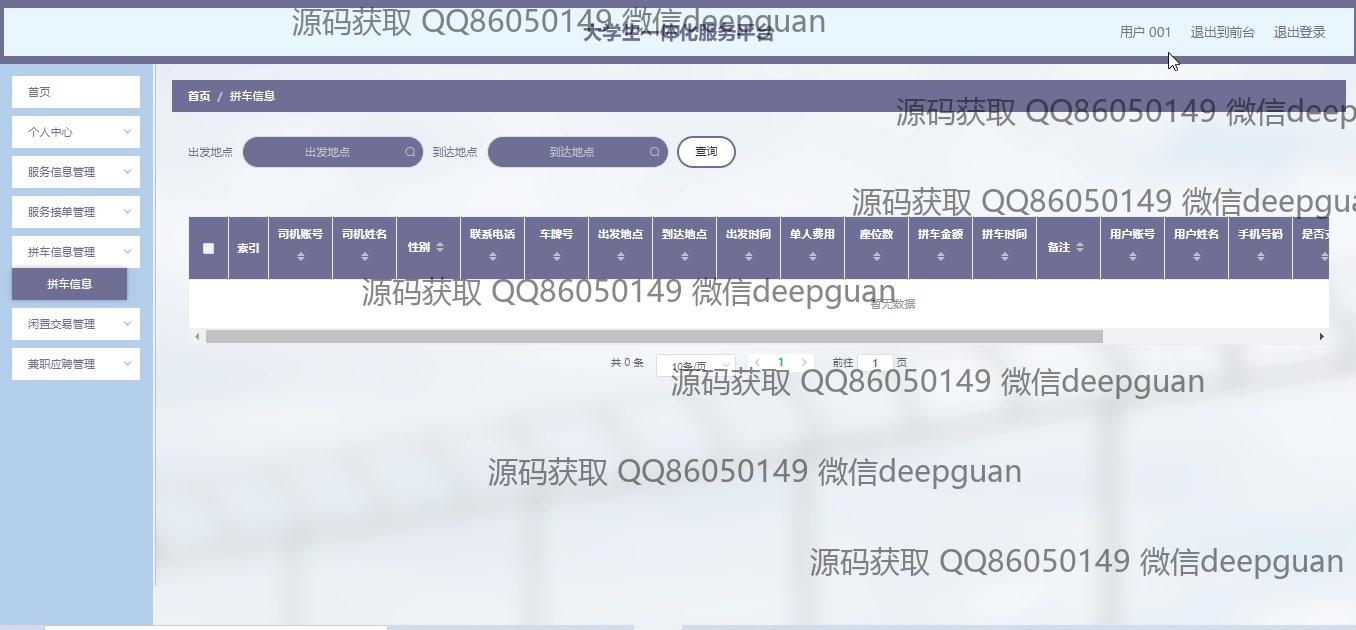 源码获取 QQ86050149 微信deepguan
大学生一体化服务平台
用户 001 退出到前台 退出登录
首页
个人中心
服务信息管理
服务接单管理
拼车信息管理
拼车信息
闲置交易管理
兼职应聘管理
首页 / 拼车信息
源码获取 QQ86050149 微信deep
出发地点 出发地点 到达地点 到达地点 查询
源码获取 QQ86050149 微信deepgua
索引 司机账号 司机姓名 性别 联系电话 车牌号 出发地点 到达地点 出发时间 单人费用 座位数 拼车金额 拼车时间 备注 用户账号 用户姓名 手机号码 是否支
源码获取 QQ86050149 微信deepguan
暂无数据
共 0 条 10条/页 1 前往 1 页
源码获取 QQ86050149 微信deepguan
源码获取 QQ86050149 微信deepguan
源码获取 QQ86050149 微信deepguan